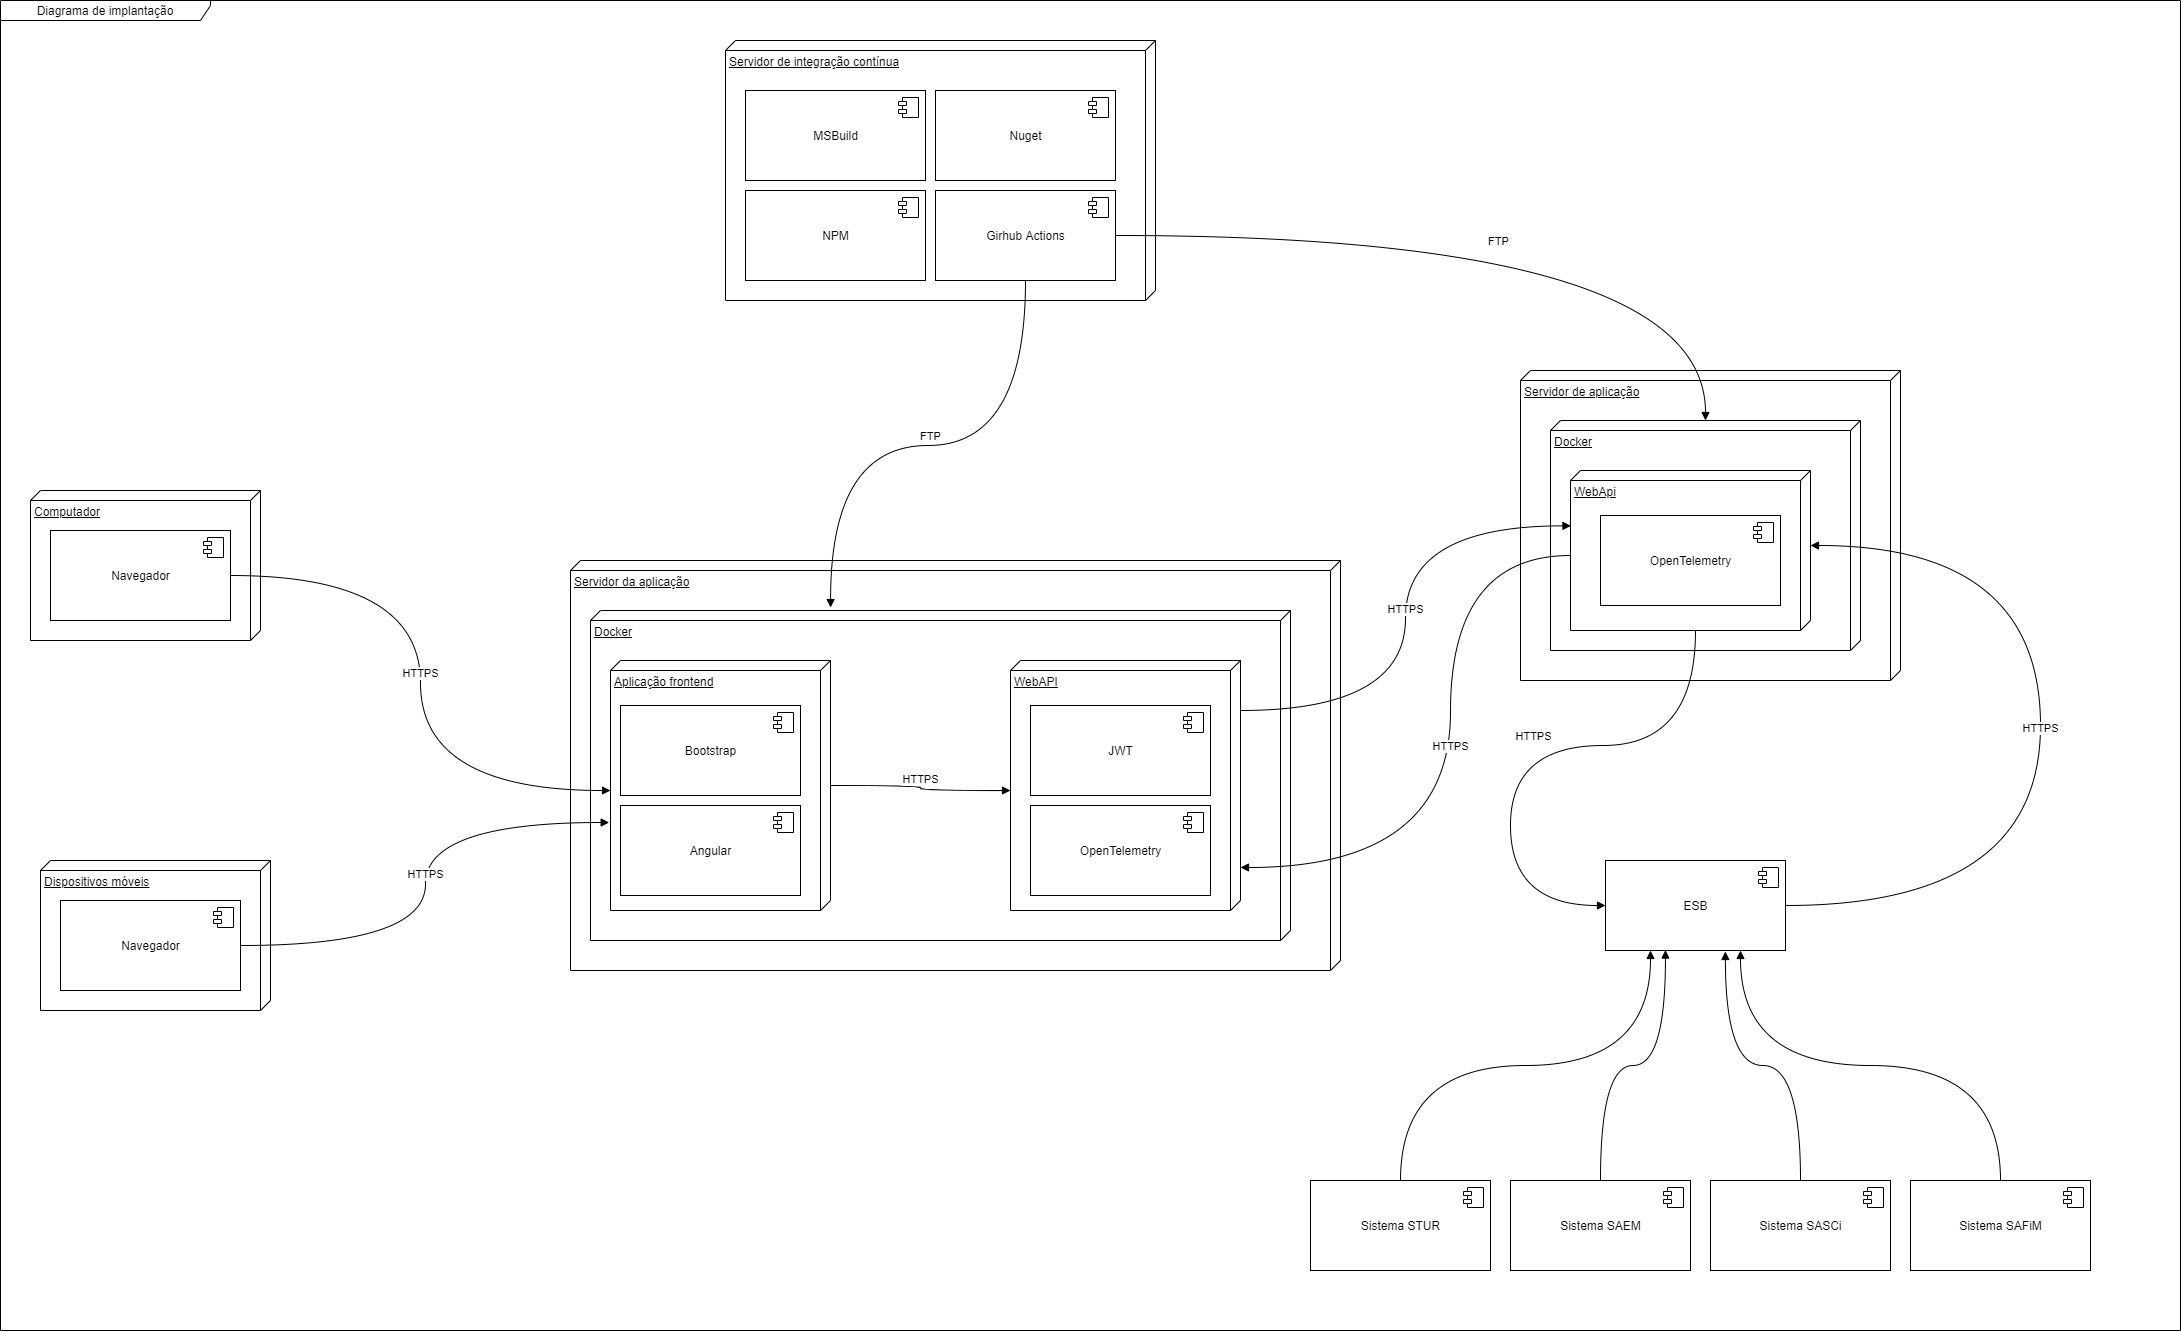 Diagrama de implantação
Servidor de integração contínua
MSBuild
Nuget
NPM
Girhub Actions
FTP
FTP
Servidor de aplicação
Docker
WebApi
OpenTelemetry
Computador
Navegador
HTTPS
Dispositivos móveis
Navegador
HTTPS
Servidor da aplicação
Docker
Aplicação frontend
Bootstrap
Angular
HTTPS
WebAPI
JWT
OpenTelemetry
HTTPS
HTTPS
HTTPS
HTTPS
ESB
Sistema STUR
Sistema SAEM
Sistema SASCi
Sistema SAFiM